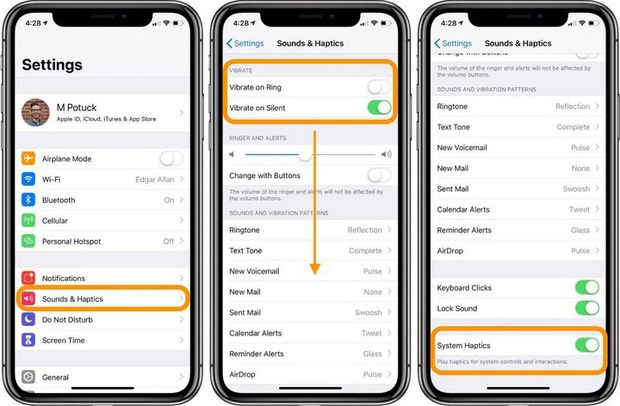 4:28
Settings
M Potuck
Apple ID, iCloud, iTunes & App Store
Airplane Mode
Wi-Fi Edgar Allan
Bluetooth On
Cellular
Personal Hotspot Off
Notifications
Sounds & Haptics
Do Not Disturb
Screen Time
General
4:28
Settings Sounds & Haptics
VIBRATE
Vibrate on Ring
Vibrate on Silent
RINGER AND ALERTS
Change with Buttons
The volume of the ringer and alerts will not be affected by
the volume buttons.
SOUNDS AND VIBRATION PATTERNS
Ringtone Reflection
Text Tone Complete
New Voicemail Pulse
New Mail None
Sent Mail Swoosh
Calendar Alerts Tweet
Reminder Alerts Glass
AirDrop Pulse
4:28
Settings Sounds & Haptics
Change with Buttons
The volume of the ringer and alerts will not be affected by
the volume buttons.
SOUNDS AND VIBRATION PATTERNS
Ringtone Reflection
Text Tone Complete
New Voicemail Pulse
New Mail None
Sent Mail Swoosh
Calendar Alerts Tweet
Reminder Alerts Glass
AirDrop Pulse
Keyboard Clicks
Lock Sound
System Haptics
Play haptics for system controls and interactions.